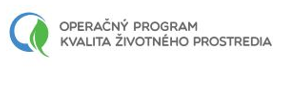 OPERAČNÝ PROGRAM
KVALITA ŽIVOTNÉHO PROSTREDIA